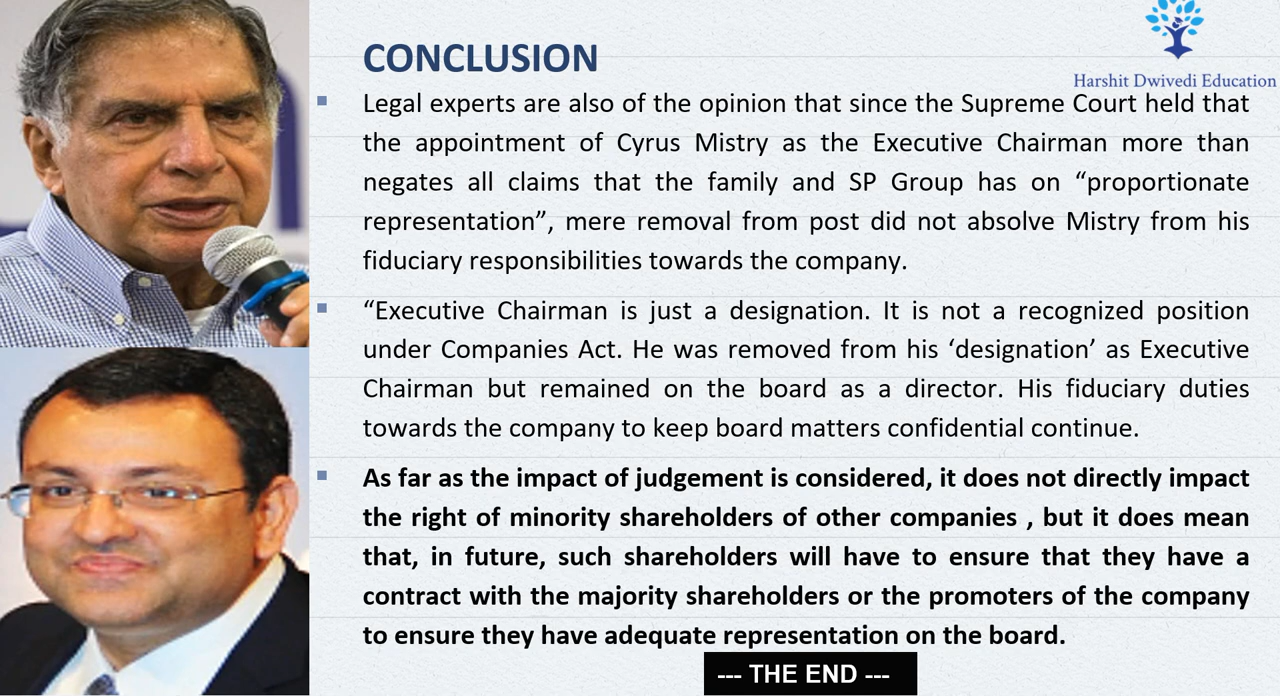 CONCLUSION
Harshit Dwivedi Education
Legal experts are also of the opinion that since the Supreme Court held that
the appointment of Cyrus Mistry as the Executive Chairman more than
negates all claims that the family and SP Group has on “proportionate
representation”, mere removal from post did not absolve Mistry from his
fiduciary responsibilities towards the company.
“Executive Chairman is just a designation. It is not a recognized position
under Companies Act. He was removed from his ‘designation’ as Executive
Chairman but remained on the board as a director. His fiduciary duties
towards the company to keep board matters confidential continue.
As far as the impact of judgement is considered, it does not directly impact
the right of minority shareholders of other companies , but it does mean
that, in future, such shareholders will have to ensure that they have a
contract with the majority shareholders or the promoters of the company
to ensure they have adequate representation on the board.
--- THE END ---